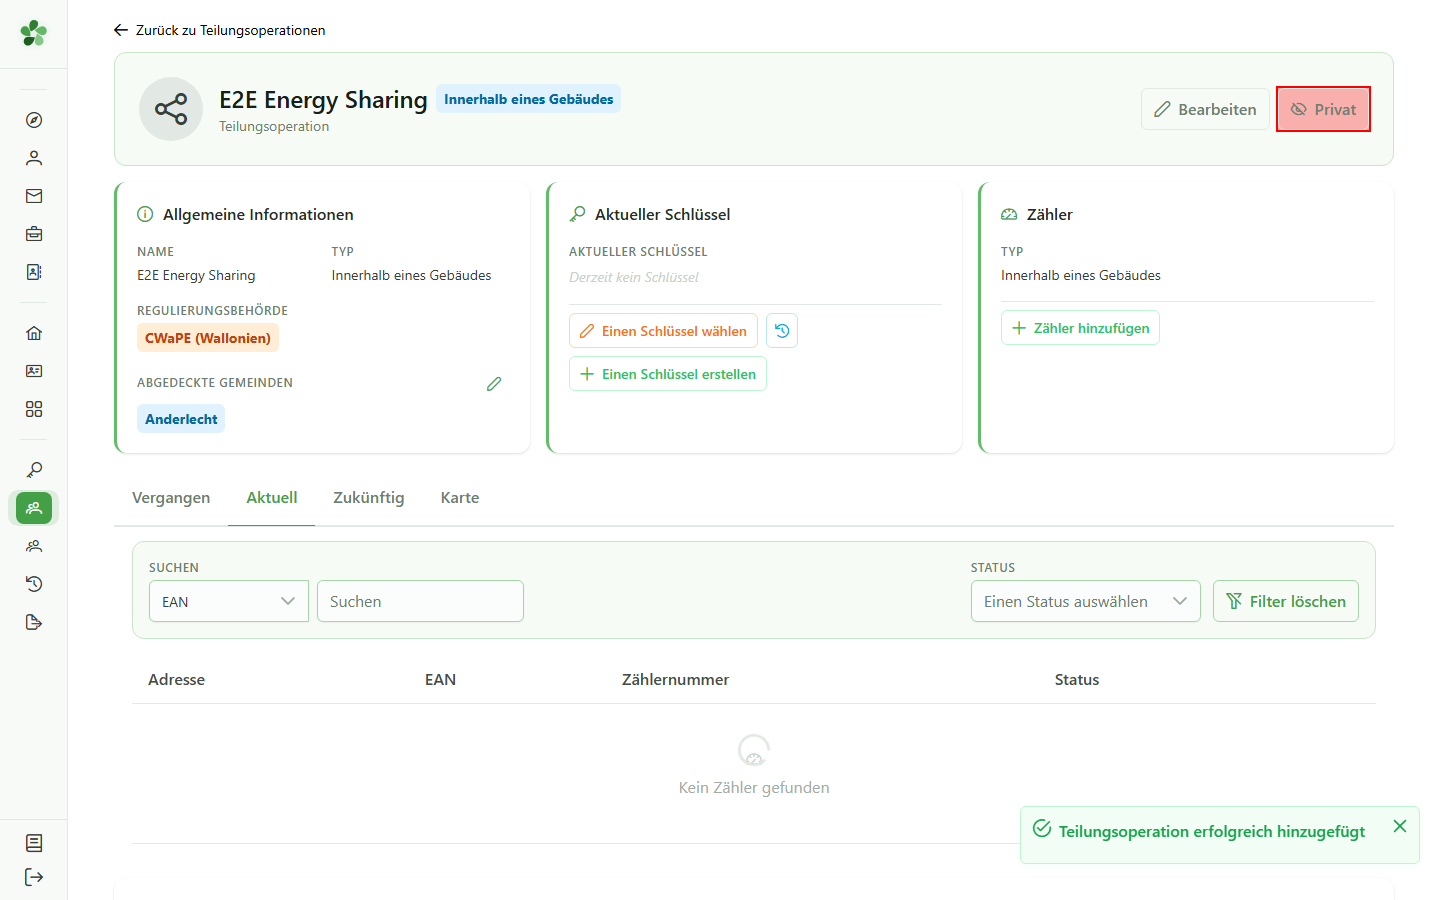 Zurück zu Teilungsoperationen
E2E Energy Sharing
Innerhalb eines Gebäudes
Teilungsoperation
Bearbeiten
Privat
Allgemeine Informationen
NAME
TYP
E2E Energy Sharing
Innerhalb eines Gebäudes
REGULIERUNGSBEHÖRDE
CWaPE (Wallonien)
ABGEDECKTE GEMEINDEN
Anderlecht
Aktueller Schlüssel
AKTUELLER SCHLÜSSEL
Derzeit kein Schlüssel
Einen Schlüssel wählen
Einen Schlüssel erstellen
Zähler
TYP
Innerhalb eines Gebäudes
Zähler hinzufügen
Vergangen
Aktuell
Zukünftig
Karte
SUCHEN
EAN
Suchen
STATUS
Einen Status auswählen
Filter löschen
Adresse
EAN
Zählernummer
Status
Kein Zähler gefunden
Teilungsoperation erfolgreich hinzugefügt